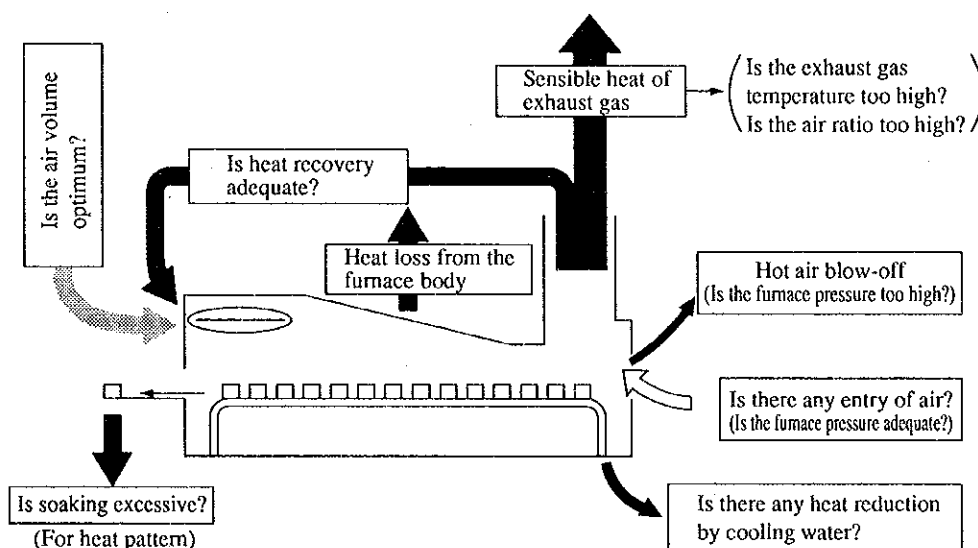 Is the air volume
optimum?
Sensible heat of
exhaust gas
Is the exhaust gas
temperature too high?
Is the air ratio too high?
Is heat recovery
adequate?
Heat loss from the
furnace body
Hot air blow-off
(Is the furnace pressure too high?)
Is there any entry of air?
(Is the furnace pressure adequate?)
Is soaking excessive?
(For heat pattern)
Is there any heat reduction
by cooling water?